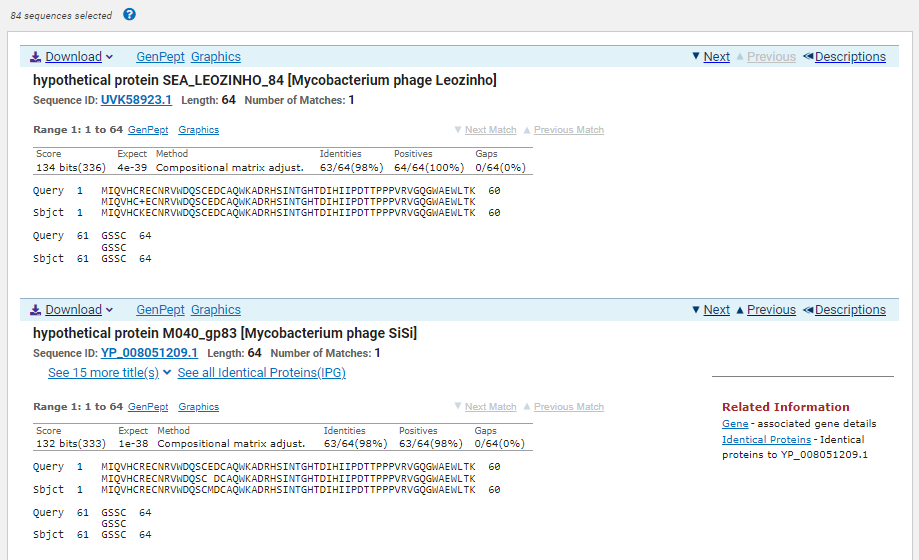 84 sequences selected ?
Download GenPept Graphics Next Previous Descriptions
hypothetical protein SEA_LEOZINHO_84 [Mycobacterium phage Leozinho]
Sequence ID: UVK58923.1 Length: 64 Number of Matches: 1
Range 1: 1 to 64 GenPept Graphics Next Match Previous Match
Score Expect Method Identities Positives Gaps
134 bits(336) 4e-39 Compositional matrix adjust. 63/64(98%) 64/64(100%) 0/64(0%)
Query 1 MIQVHCRECNRVWDQSCEDCAQWKADRHSINTGHTDIHIIPDTTPPPVRVGQGWAEWLTK 60
MIQVHC+ECNRVWDQSCEDCAQWKADRHSINTGHTDIHIIPDTTPPPVRVGQGWAEWLTK
Sbjct 1 MIQVHCKECNRVWDQSCEDCAQWKADRHSINTGHTDIHIIPDTTPPPVRVGQGWAEWLTK 60
Query 61 GSSC 64
GSSC
Sbjct 61 GSSC 64
Download GenPept Graphics Next Previous Descriptions
hypothetical protein M040_gp83 [Mycobacterium phage SiSi]
Sequence ID: YP_008051209.1 Length: 64 Number of Matches: 1
See 15 more title(s) See all Identical Proteins(IPG)
Range 1: 1 to 64 GenPept Graphics Next Match Previous Match
Score Expect Method Identities Positives Gaps
132 bits(333) 1e-38 Compositional matrix adjust. 63/64(98%) 63/64(98%) 0/64(0%)
Query 1 MIQVHCRECNRVWDQSCEDCAQWKADRHSINTGHTDIHIIPDTTPPPVRVGQGWAEWLTK 60
MIQVHCRECNRVWDQSC DCAQWKADRHSINTGHTDIHIIPDTTPPPVRVGQGWAEWLTK
Sbjct 1 MIQVHCRECNRVWDQSCMDCAQWKADRHSINTGHTDIHIIPDTTPPPVRVGQGWAEWLTK 60
Query 61 GSSC 64
GSSC
Sbjct 61 GSSC 64
Related Information
Gene - associated gene details
Identical Proteins - Identical
proteins to YP_008051209.1